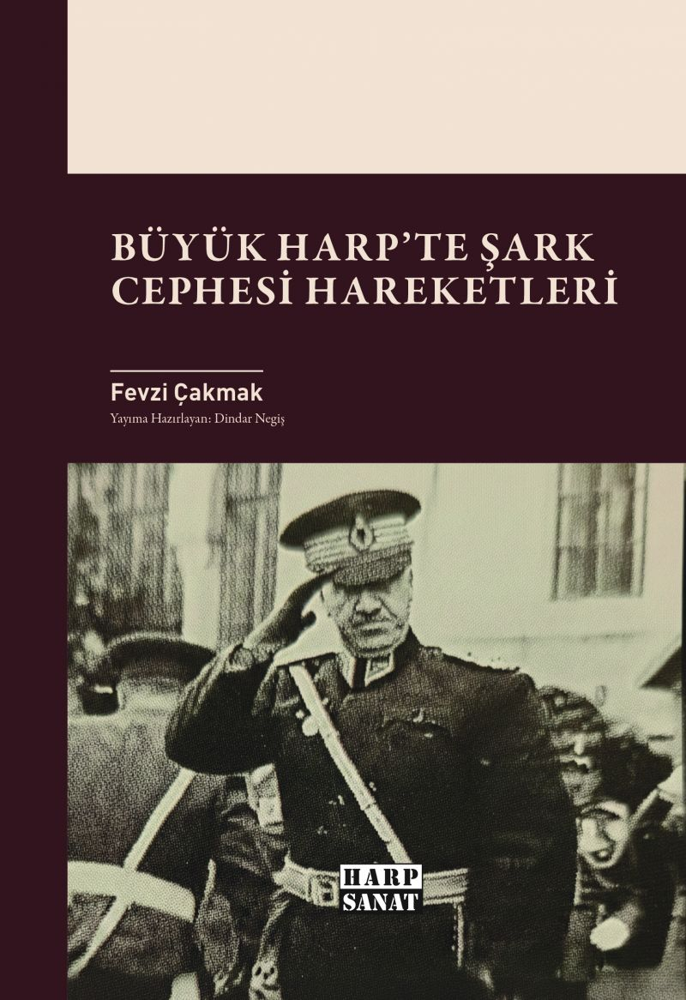 BÜYÜK HARP’TE ŞARK
CEPHESİ HAREKETLERİ
Fevzi Çakmak
Yayıma Hazırlayan: Dindar Negiş
HARP
SANAT